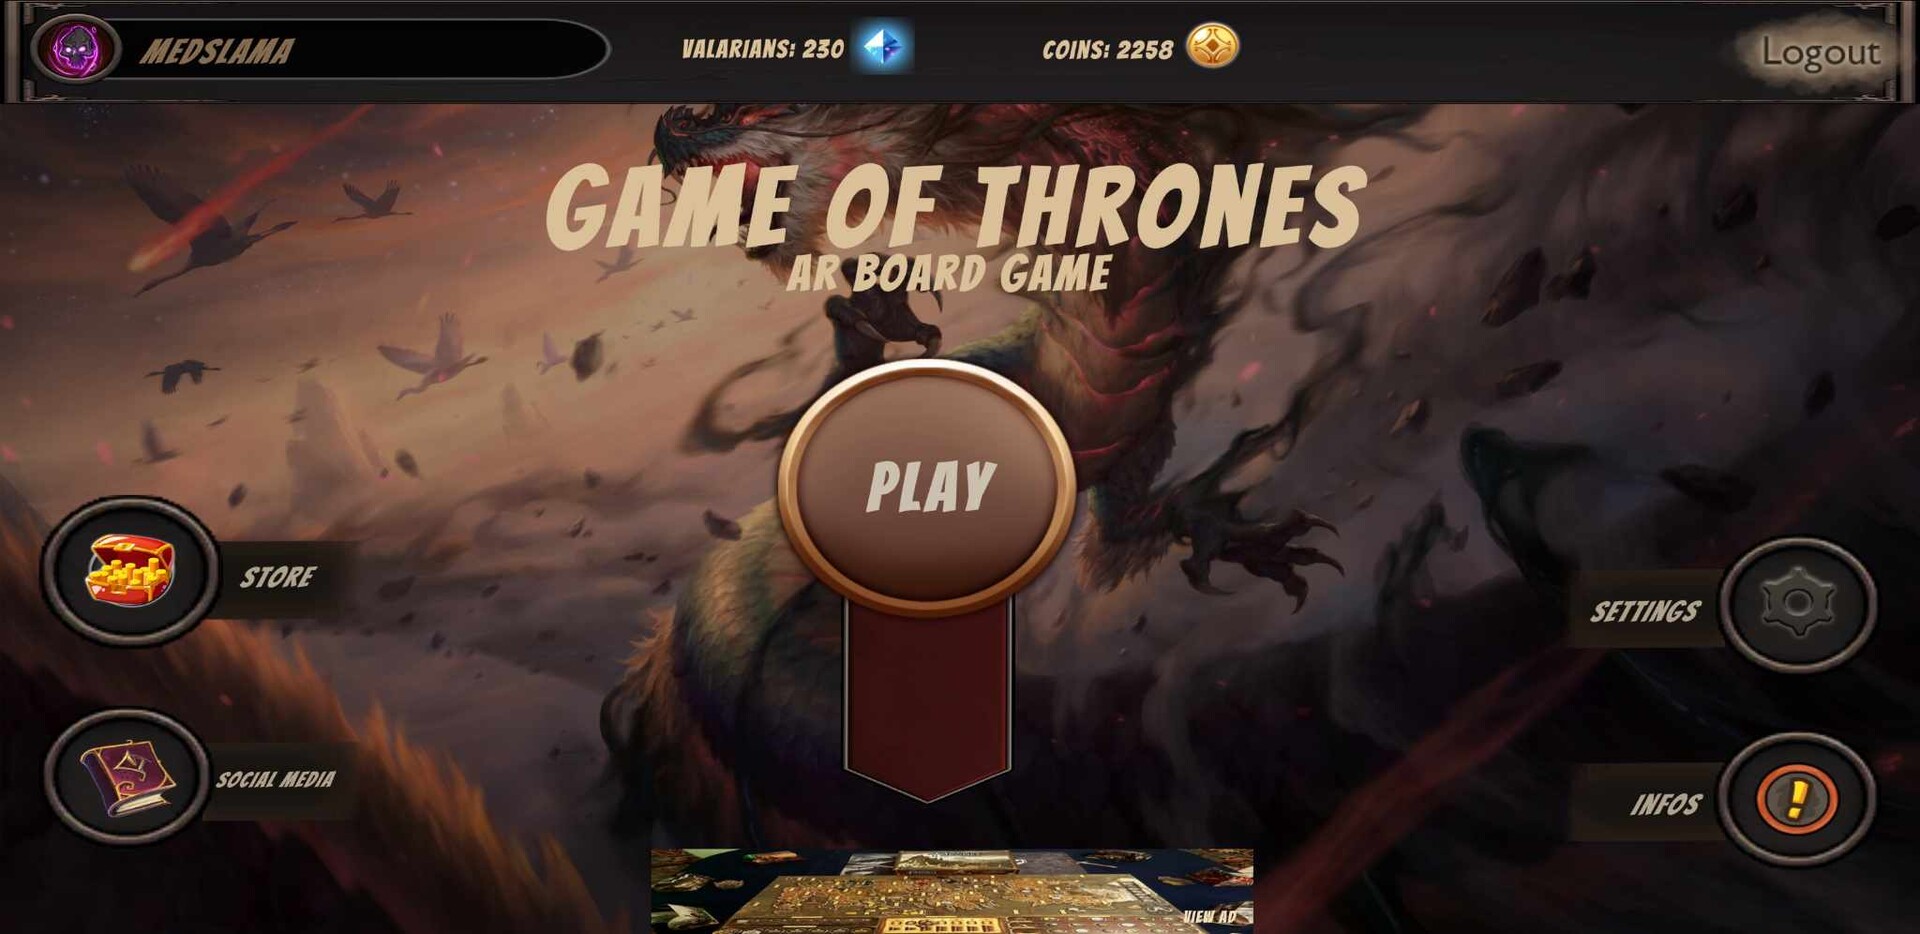 MEDSLAMA
VALARIANS: 230
COINS: 2258
Logout
GAME OF THRONES
AR BOARD GAME
PLAY
STORE
SETTINGS
SOCIAL MEDIA
INFOS
VIEW AD